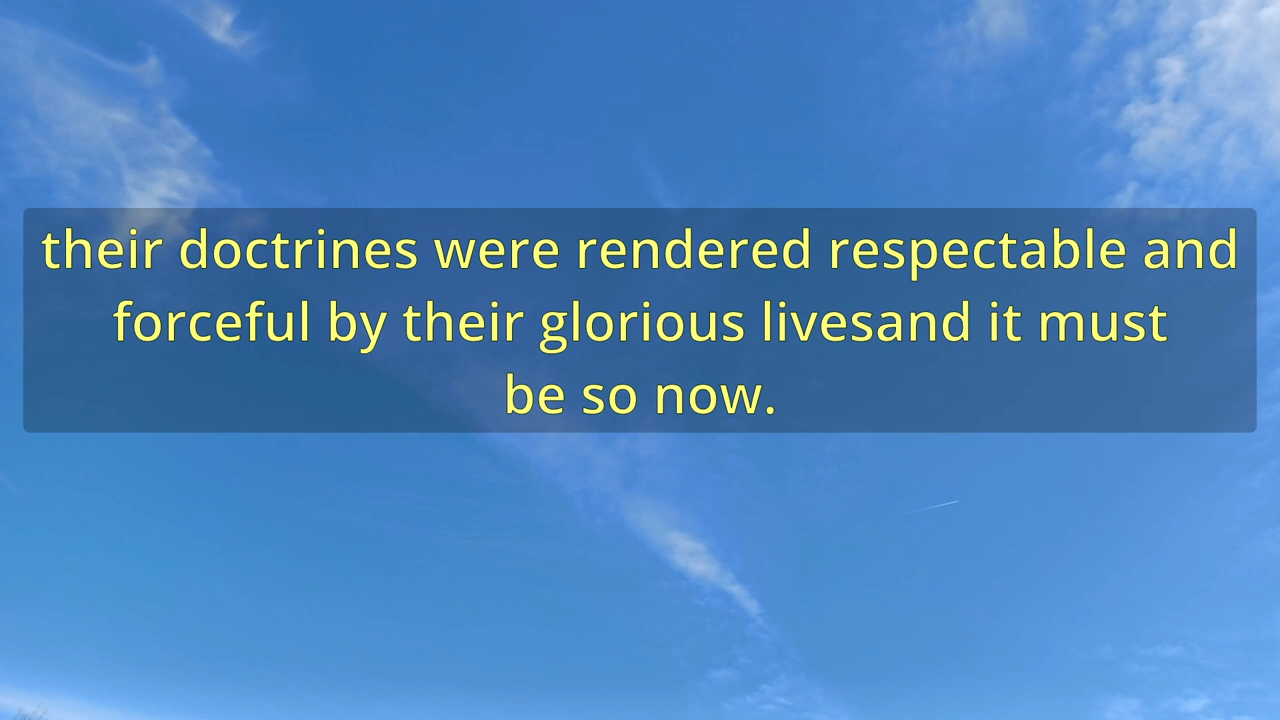 their doctrines were rendered respectable and
forceful by their glorious livesand it must
be so now.